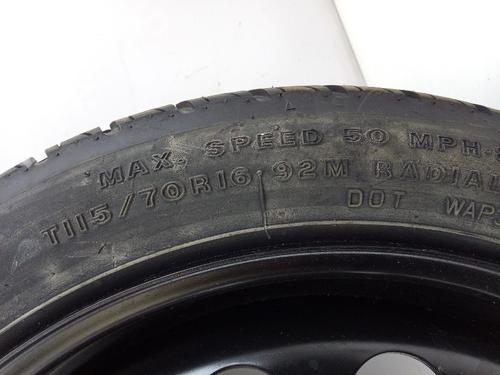 MAX. SPEED 50 MPH
T115/70R16 92M RADIAL
DOT WAP